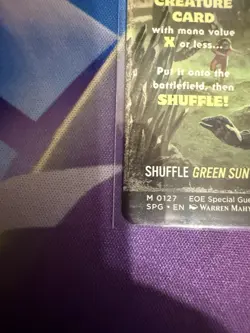 CREATURE
CARD
with mana value
X or less...
Put it onto the
battlefield, then
SHUFFLE!
SHUFFLE GREEN SUN
M 0127 EOE Special Gue
SPG • EN WARREN MAH